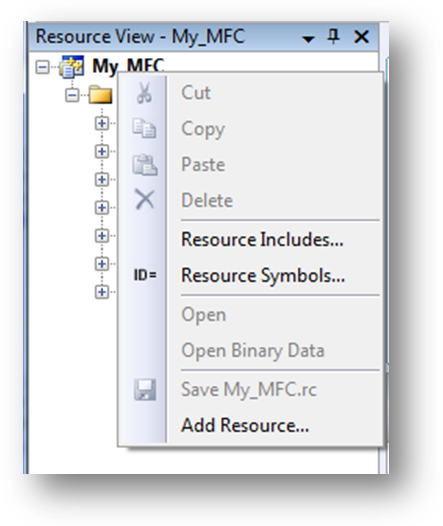 Resource View - My_MFC
My_MFC
Cut
Copy
Paste
Delete
Resource Includes...
ID= Resource Symbols...
Open
Open Binary Data
Save My_MFC.rc
Add Resource...